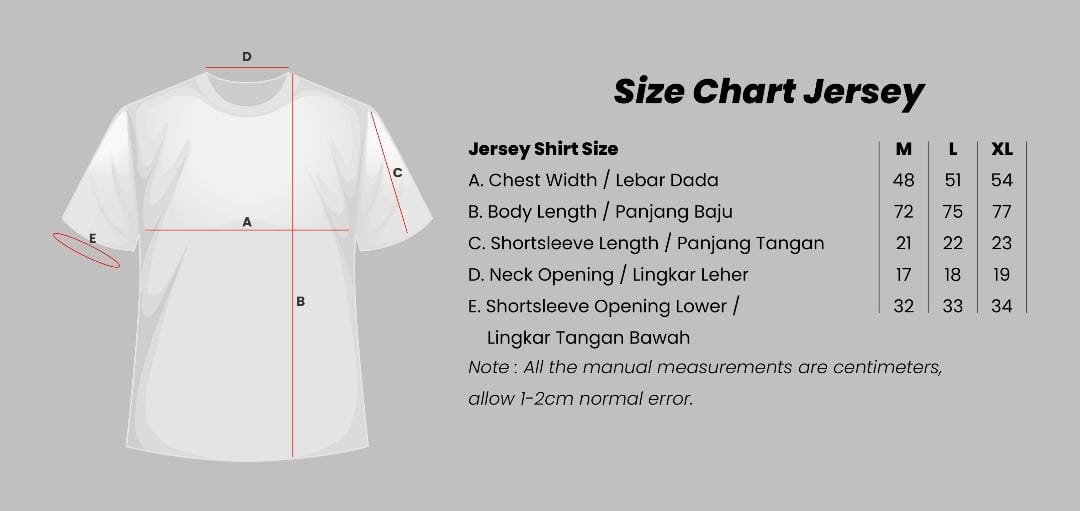 D
C
A
E
B
Size Chart Jersey
Jersey Shirt Size M L XL
A. Chest Width / Lebar Dada 48 51 54
B. Body Length / Panjang Baju 72 75 77
C. Shortsleeve Length / Panjang Tangan 21 22 23
D. Neck Opening / Lingkar Leher 17 18 19
E. Shortsleeve Opening Lower / 32 33 34
Lingkar Tangan Bawah
Note : All the manual measurements are centimeters,
allow 1-2cm normal error.